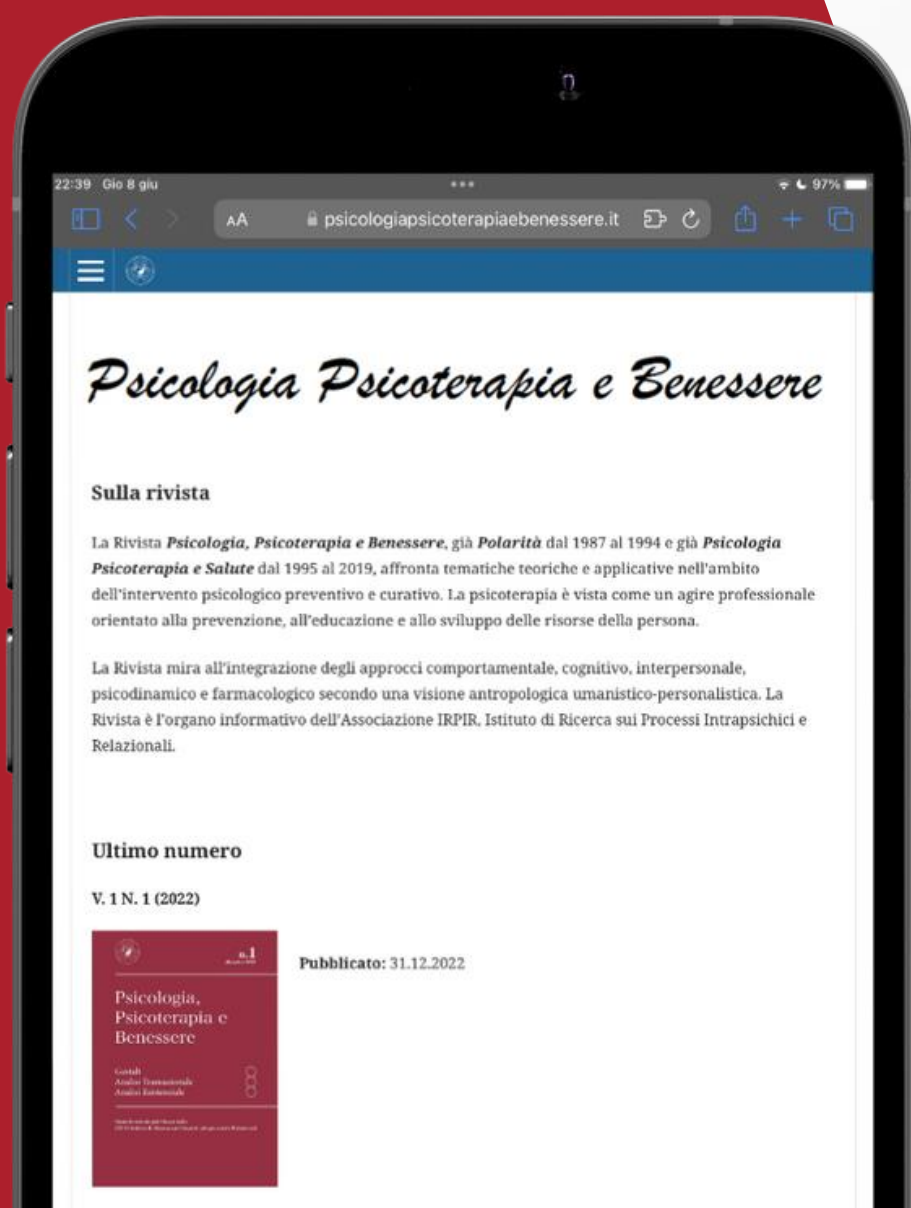 22:39 Gio 8 giu
97%
AA
psicologiapsicoterapiaebenessere.it
Psicologia Psicoterapia e Benessere
Sulla rivista
La Rivista Psicologia, Psicoterapia e Benessere, già Polarità dal 1987 al 1994 e già Psicologia
Psicoterapia e Salute dal 1995 al 2019, affronta tematiche teoriche e applicative nell'ambito
dell'intervento psicologico preventivo e curativo. La psicoterapia è vista come un agire professionale
orientato alla prevenzione, all'educazione e allo sviluppo delle risorse della persona.
La Rivista mira all'integrazione degli approcci comportamentale, cognitivo, interpersonale,
psicodinamico e farmacologico secondo una visione antropologica umanistico-personalistica. La
Rivista è l'organo informativo dell'Associazione IRPIR, Istituto di Ricerca sui Processi Intrapsichici e
Relazionali.
Ultimo numero
V. 1 N. 1 (2022)
n.1
Pubblicato: 31.12.2022
Psicologia,
Psicoterapia e
Benessere
Gestalt
Analisi Transazionale
Analisi Esistenziale